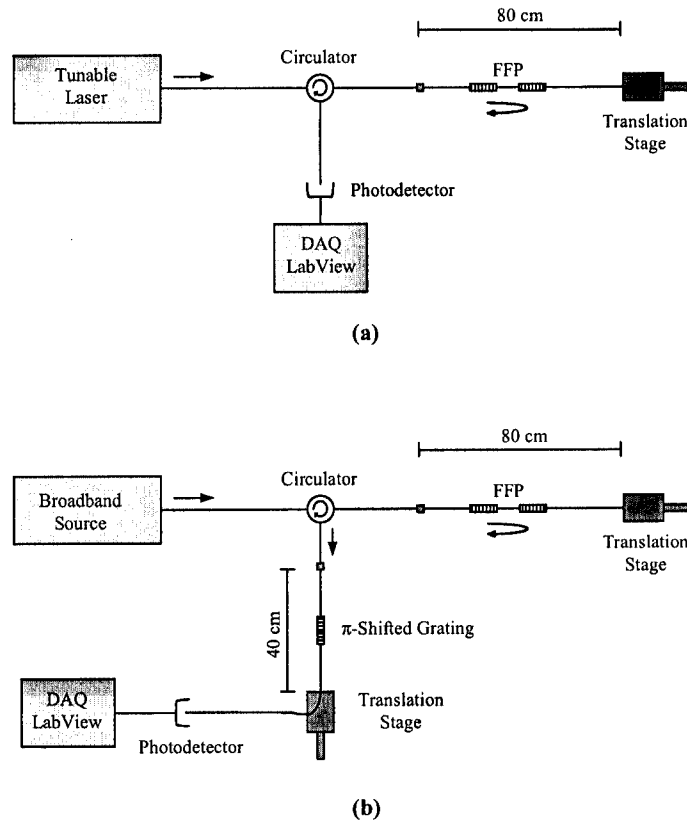 80 cm
Tunable
Laser
Circulator
FFP
Translation
Stage
Photodetector
DAQ
LabView
(a)
80 cm
Broadband
Source
Circulator
FFP
Translation
Stage
40 cm
π-Shifted Grating
DAQ
LabView
Photodetector
Translation
Stage
(b)